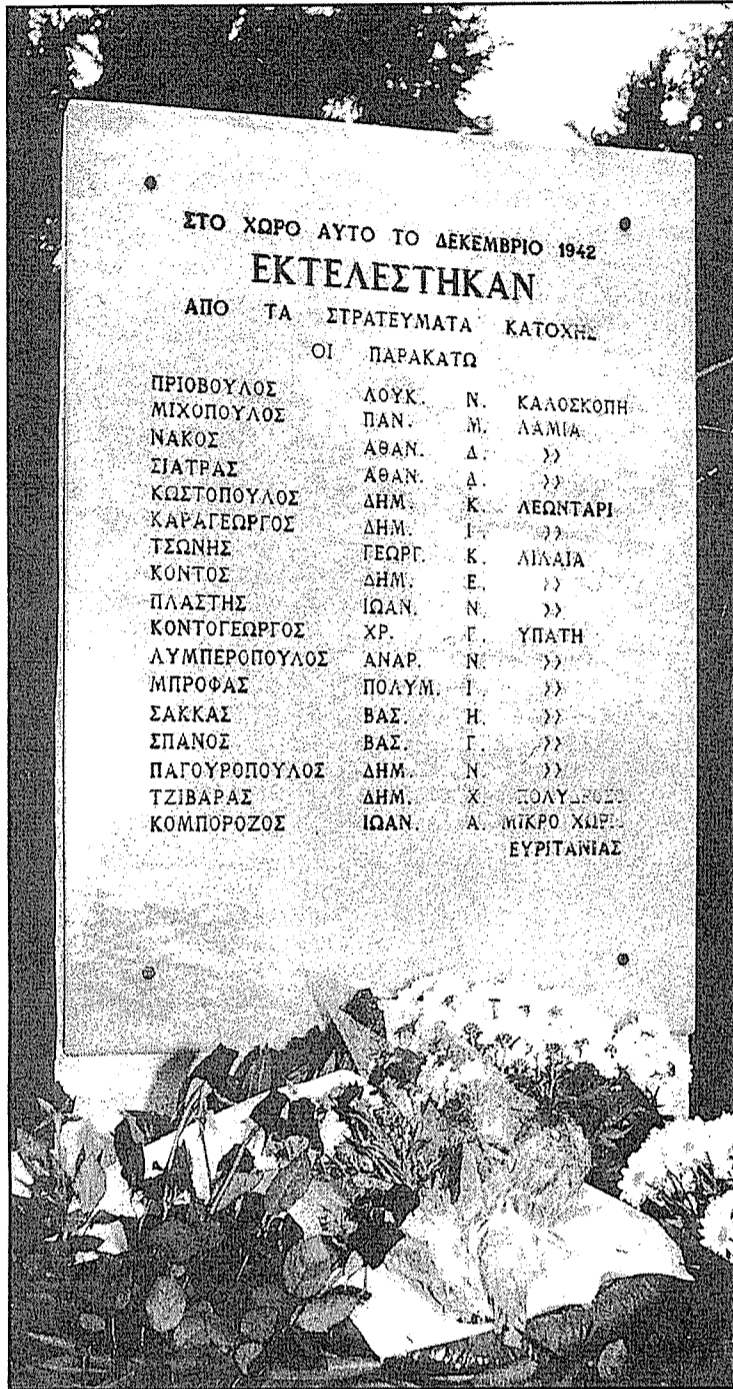 ΣΤΟ ΧΩΡΟ ΑΥΤΟ ΤΟ ΔΕΚΕΜΒΡΙΟ 1942
ΕΚΤΕΛΕΣΤΗΚΑΝ
ΑΠΟ ΤΑ ΣΤΡΑΤΕΥΜΑΤΑ ΚΑΤΟΧΗΣ
ΟΙ ΠΑΡΑΚΑΤΩ
ΠΡΙΟΒΟΥΛΟΣ ΛΟΥΚ. Ν. ΚΑΛΟΣΚΟΠΗ
ΜΙΧΟΠΟΥΛΟΣ ΠΑΝ. Μ. ΛΑΜΙΑ
ΝΑΚΟΣ ΑΘΑΝ. Δ. »
ΣΙΑΤΡΑΣ ΑΘΑΝ. Δ. »
ΚΩΣΤΟΠΟΥΛΟΣ ΔΗΜ. Κ. ΛΕΩΝΤΑΡΙ
ΚΑΡΑΓΕΩΡΓΟΣ ΔΗΜ. Ι. »
ΤΣΩΝΗΣ ΓΕΩΡΓ. Κ. ΛΙΛΑΙΑ
ΚΟΝΤΟΣ ΔΗΜ. Ε. »
ΠΛΑΣΤΗΣ ΙΩΑΝ. Ν. »
ΚΟΝΤΟΓΕΩΡΓΟΣ ΧΡ. Γ. ΥΠΑΤΗ
ΛΥΜΠΕΡΟΠΟΥΛΟΣ ΑΝΑΡ. Ν. »
ΜΠΡΟΦΑΣ ΠΟΛΥΜ. Ι. »
ΣΑΚΚΑΣ ΒΑΣ. Η. »
ΣΠΑΝΟΣ ΒΑΣ. Γ. »
ΠΑΓΟΥΡΟΠΟΥΛΟΣ ΔΗΜ. Ν »
ΤΖΙΒΑΡΑΣ ΔΗΜ. Χ.
ΚΟΜΠΟΡΟΖΟΣ ΙΩΑΝ. Α. ΜΙΚΡΟ
ΕΥΡΙΤΑΝΙΑΣ